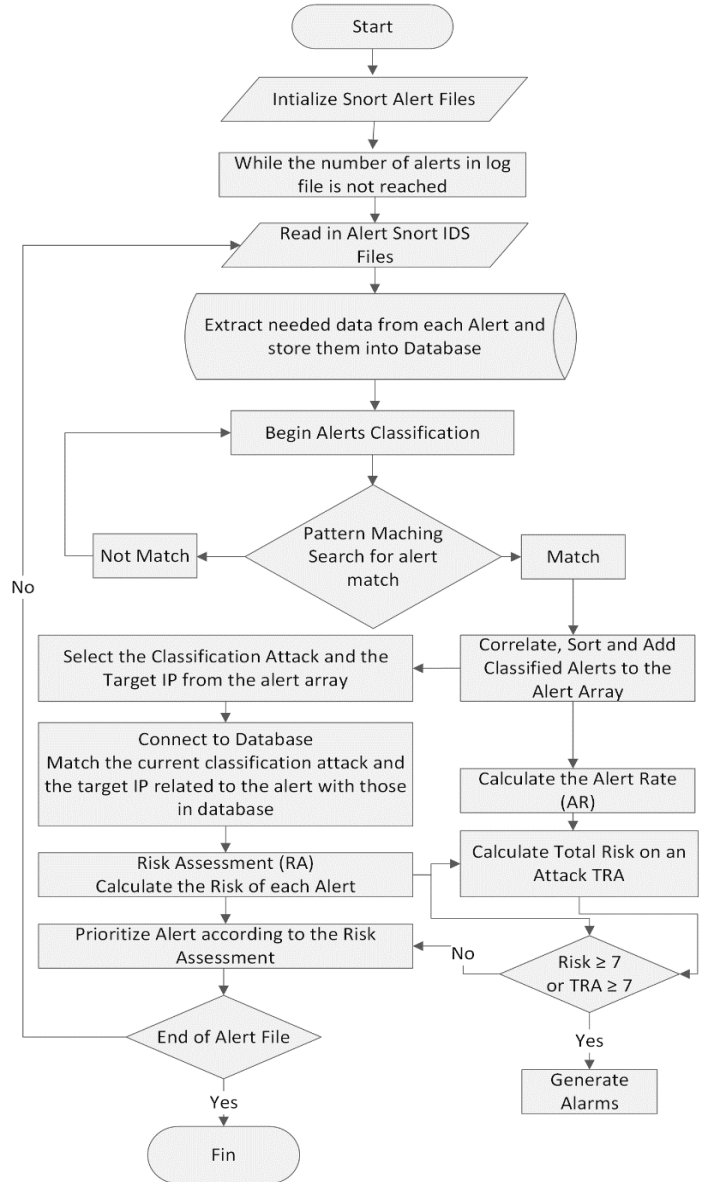 Start
Intialize Snort Alert Files
While the number of alerts in log
file is not reached
Read in Alert Snort IDS
Files
Extract needed data from each Alert and
store them into Database
Begin Alerts Classification
Pattern Maching
Search for alert
match
Not Match
Match
No
Select the Classification Attack and the
Target IP from the alert array
Correlate, Sort and Add
Classified Alerts to the
Alert Array
Connect to Database
Match the current classification attack and
the target IP related to the alert with those
in database
Calculate the Alert Rate
(AR)
Risk Assessment (RA)
Calculate the Risk of each Alert
Calculate Total Risk on an
Attack TRA
Prioritize Alert according to the Risk
Assessment
No
Risk ≥ 7
or TRA ≥ 7
End of Alert File
Yes
Generate
Alarms
Yes
Fin